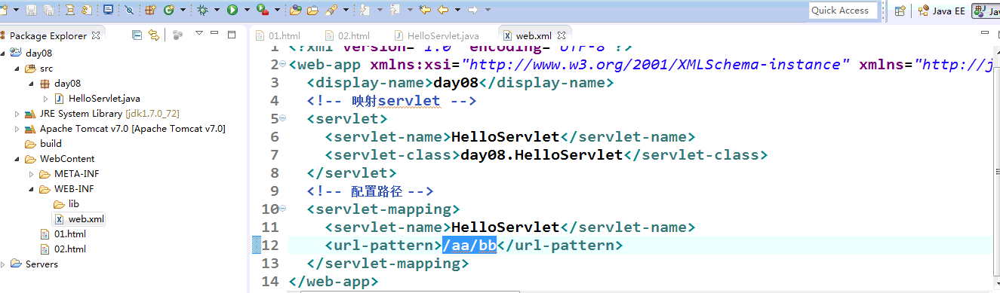 Quick Access
Java EE
Jav
Package Explorer
day08
src
day08
HelloServlet.java
JRE System Library [jdk1.7.0_72]
Apache Tomcat v7.0 [Apache Tomcat v7.0]
build
WebContent
META-INF
WEB-INF
lib
web.xml
01.html
02.html
Servers
01.html
02.html
HelloServlet.java
web.xml
1 <?xml version="1.0" encoding="UTF-8"?>
2 <web-app xmlns:xsi="http://www.w3.org/2001/XMLSchema-instance" xmlns="http://j
3 <display-name>day08</display-name>
4 <!-- 映射servlet -->
5 <servlet>
6 <servlet-name>HelloServlet</servlet-name>
7 <servlet-class>day08.HelloServlet</servlet-class>
8 </servlet>
9 <!-- 配置路径 -->
10 <servlet-mapping>
11 <servlet-name>HelloServlet</servlet-name>
12 <url-pattern>/aa/bb</url-pattern>
13 </servlet-mapping>
14 </web-app>